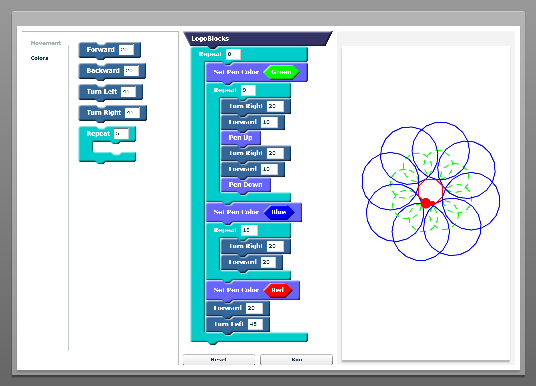 Movement
Colors
Forward 20
Backward 20
Turn Left 45
Turn Right 45
Repeat 5
LogoBlocks
Repeat 8
Set Pen Color Green
Repeat 9
Turn Right 20
Forward 10
Pen Up
Turn Right 20
Forward 10
Pen Down
Set Pen Color Blue
Repeat 18
Turn Right 20
Forward 20
Set Pen Color Red
Forward 20
Turn Left 45
Reset
Run